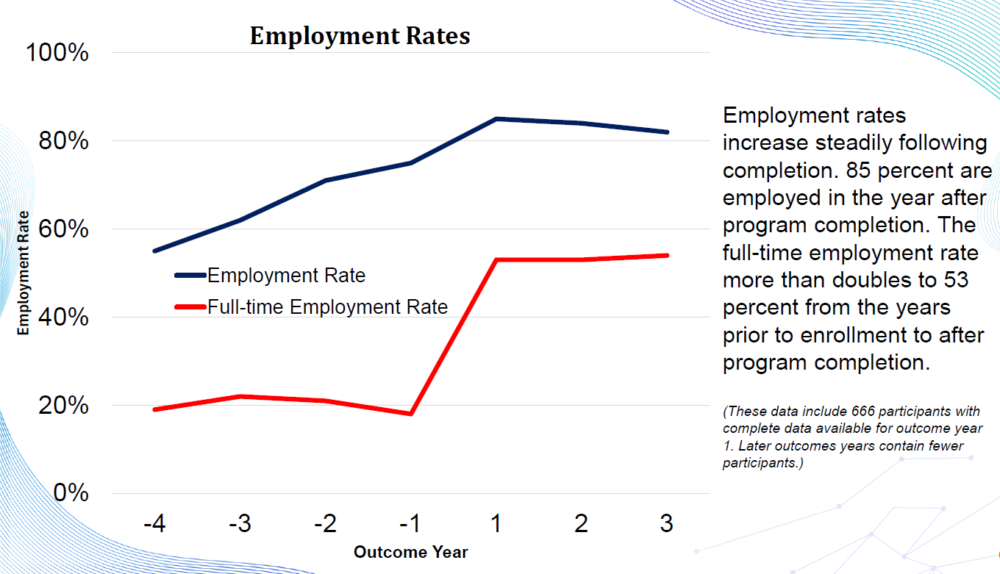 Employment Rates
100%
80%
60%
40%
20%
0%
Employment Rate
Employment Rate
Full-time Employment Rate
-4 -3 -2 -1 1 2 3
Outcome Year
Employment rates
increase steadily following
completion. 85 percent are
employed in the year after
program completion. The
full-time employment rate
more than doubles to 53
percent from the years
prior to enrollment to after
program completion.
(These data include 666 participants with
complete data available for outcome year
1. Later outcomes years contain fewer
participants.)